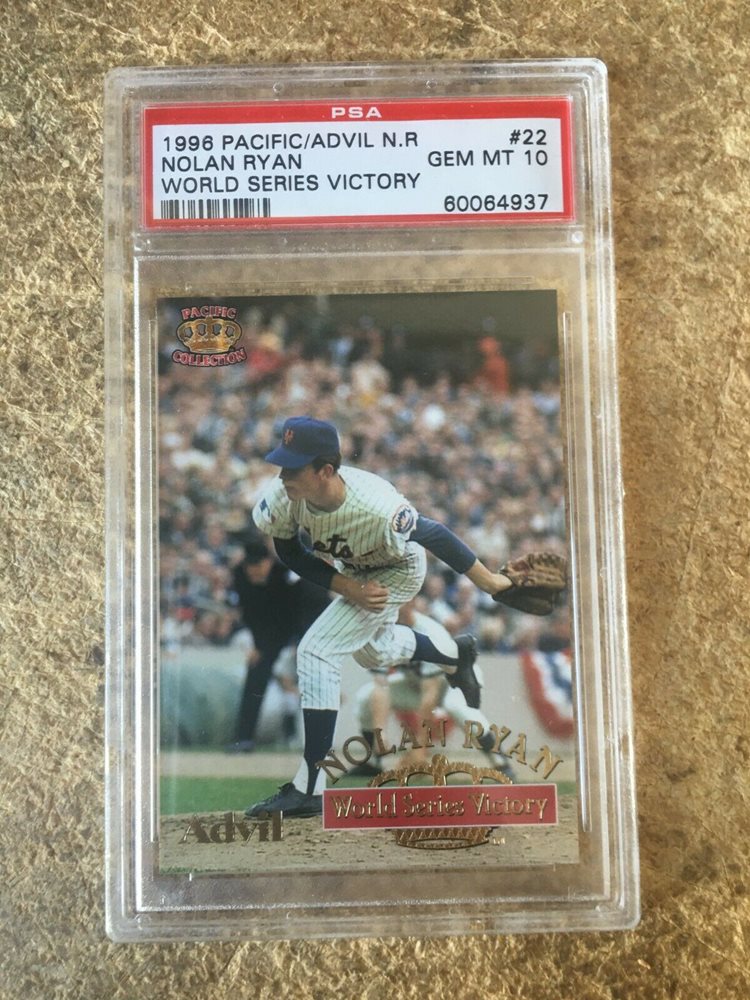 PSA
1996 PACIFIC/ADVIL N.R #22
NOLAN RYAN GEM MT 10
WORLD SERIES VICTORY
60064937
PACIFIC
COLLECTION
ets
NOLAN RYAN
World Series Victory
Advil